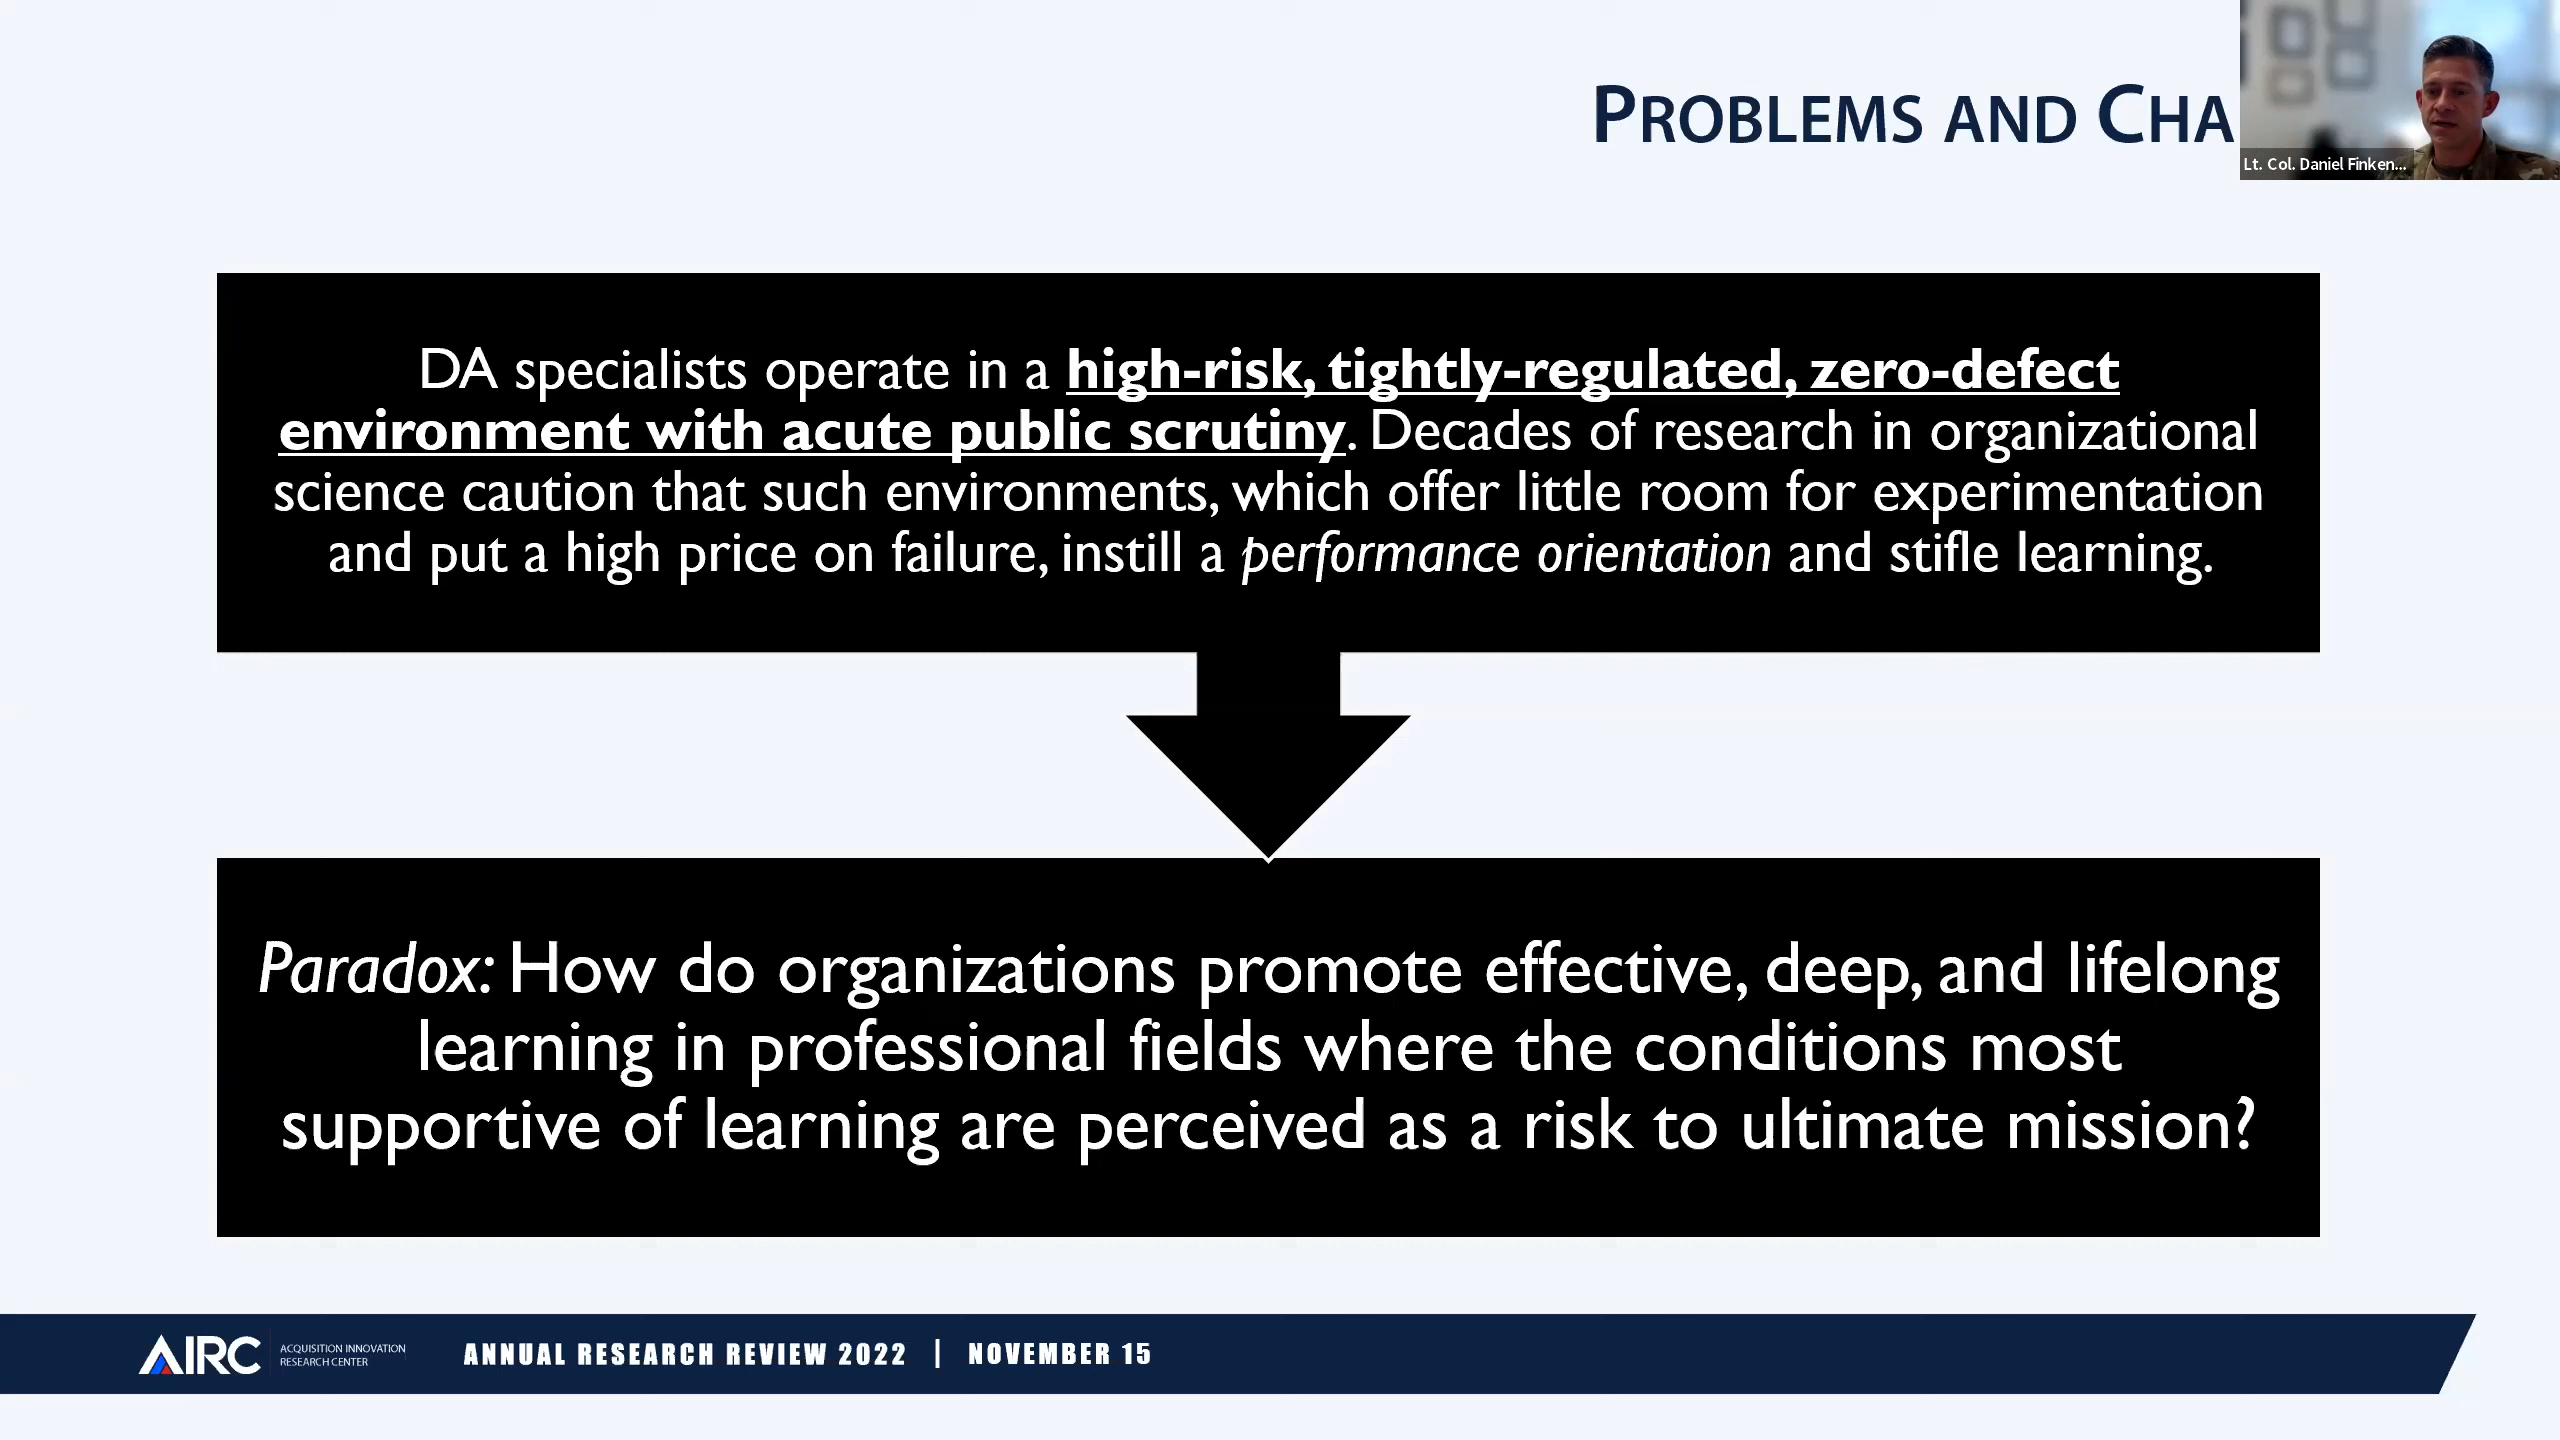 PROBLEMS AND CHA
Lt. Col. Daniel Finken...
DA specialists operate in a high-risk, tightly-regulated, zero-defect
environment with acute public scrutiny. Decades of research in organizational
science caution that such environments, which offer little room for experimentation
and put a high price on failure, instill a performance orientation and stifle learning.
Paradox: How do organizations promote effective, deep, and lifelong
learning in professional fields where the conditions most
supportive of learning are perceived as a risk to ultimate mission?
AIRC
ACQUISITION INNOVATION
RESEARCH CENTER
ANNUAL RESEARCH REVIEW 2022 | NOVEMBER 15